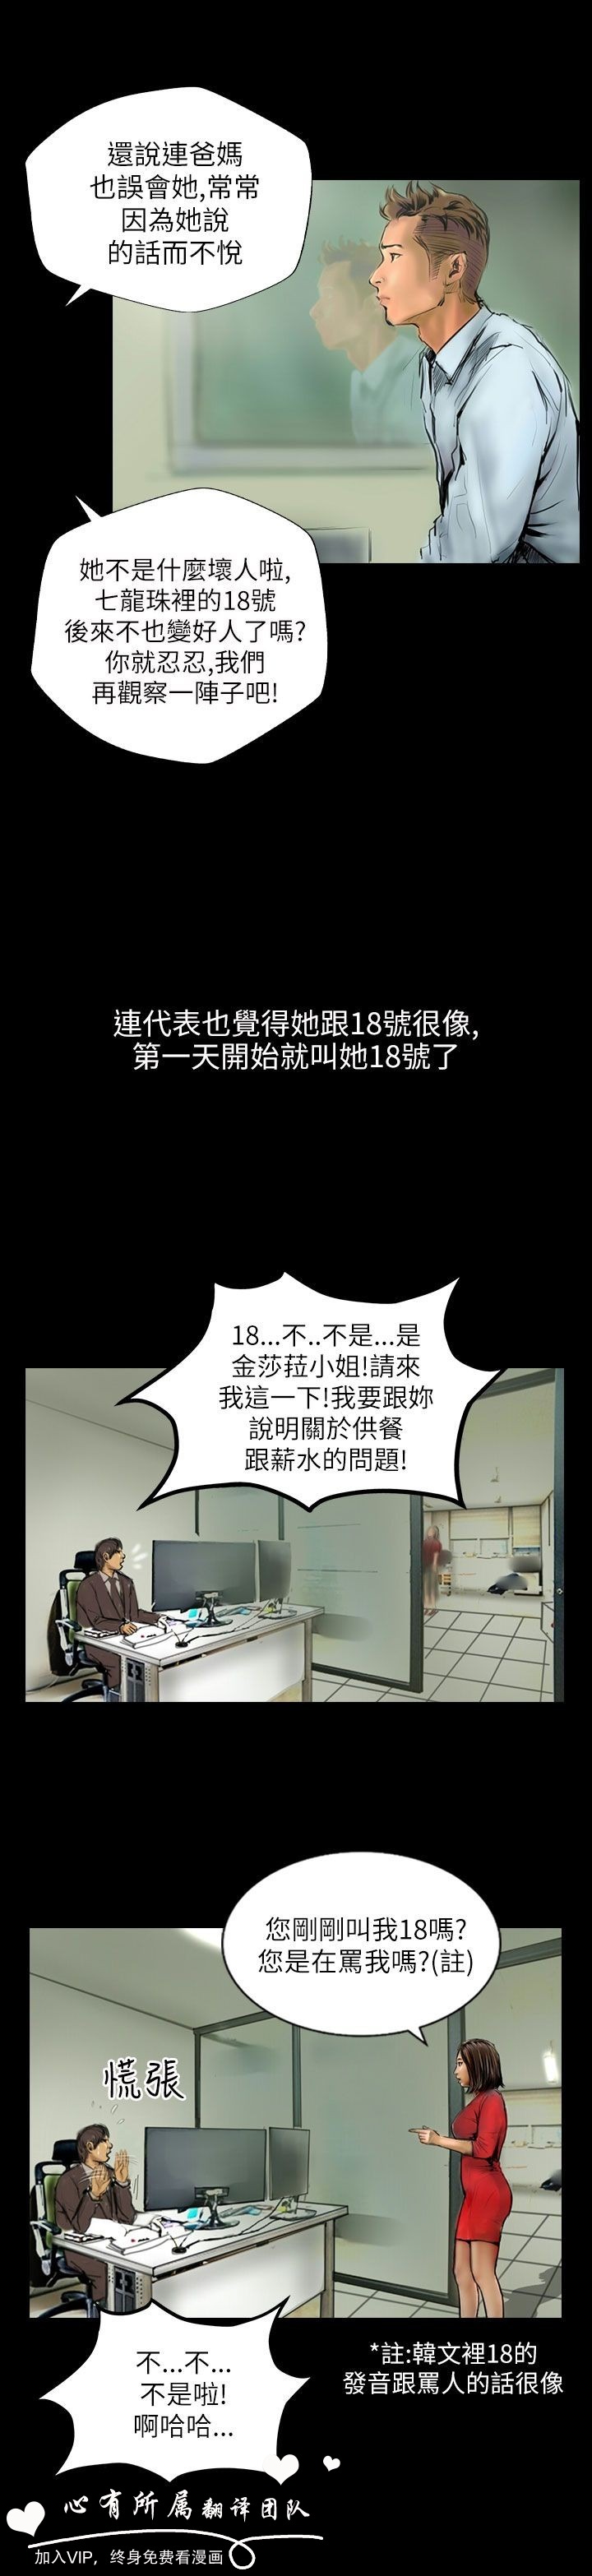 還說連爸媽
也誤會她,常常
因為她說
的話而不悅
她不是什麼壞人啦,
七龍珠裡的18號
後來不也變好人了嗎?
你就忍忍,我們
再觀察一陣子吧!
連代表也覺得她跟18號很像,
第一天開始就叫她18號了
18...不..不是...是
金莎菈小姐!請來
我這一下!我要跟妳
說明關於供餐
跟薪水的問題!
您剛剛叫我18嗎?
您是在罵我嗎?(註)
慌張
*註:韓文裡18的
發音跟罵人的話很像
不...不...
不是啦!
啊哈哈...
心有所属翻译团队
加入VIP，终身免费看漫画